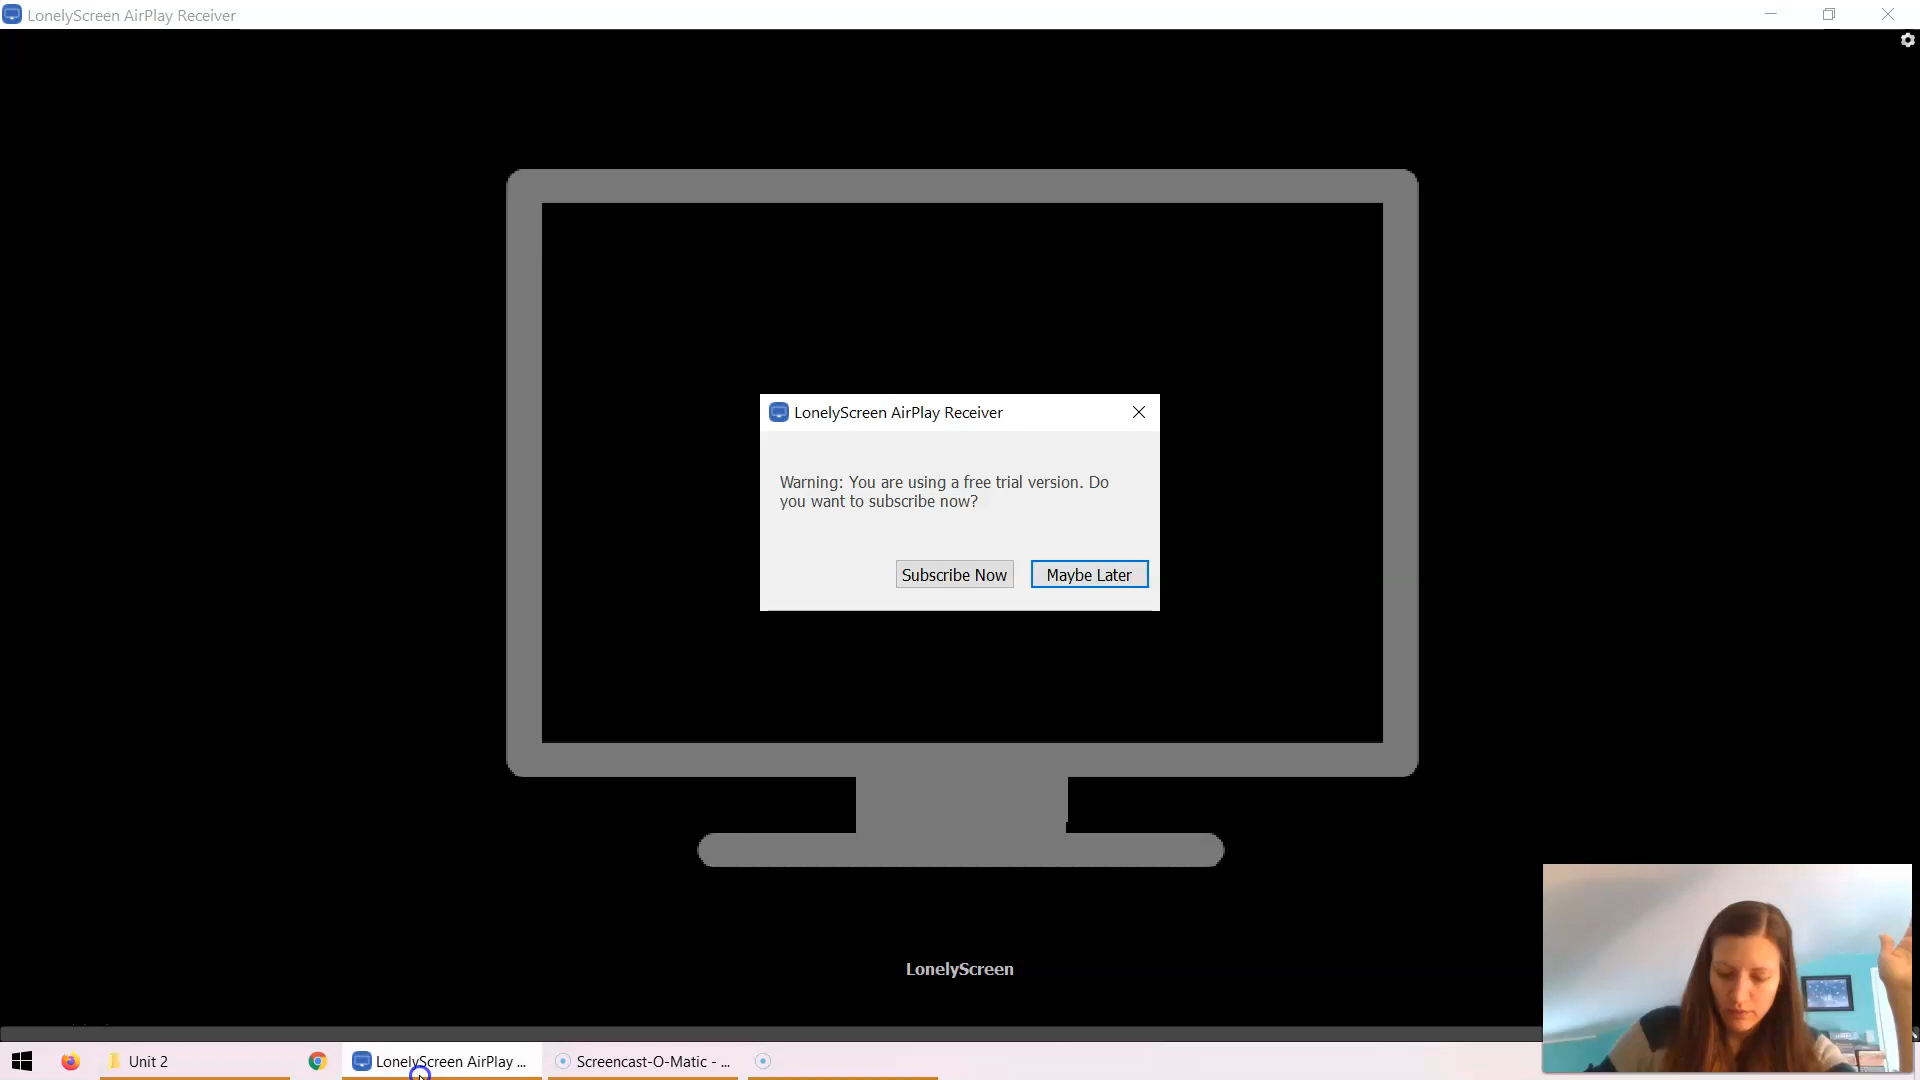 LonelyScreen AirPlay Receiver
LonelyScreen AirPlay Receiver
Warning: You are using a free trial version. Do
you want to subscribe now?
Subscribe Now
Maybe Later
LonelyScreen
Unit 2
LonelyScreen AirPlay ...
Screencast-O-Matic - ...